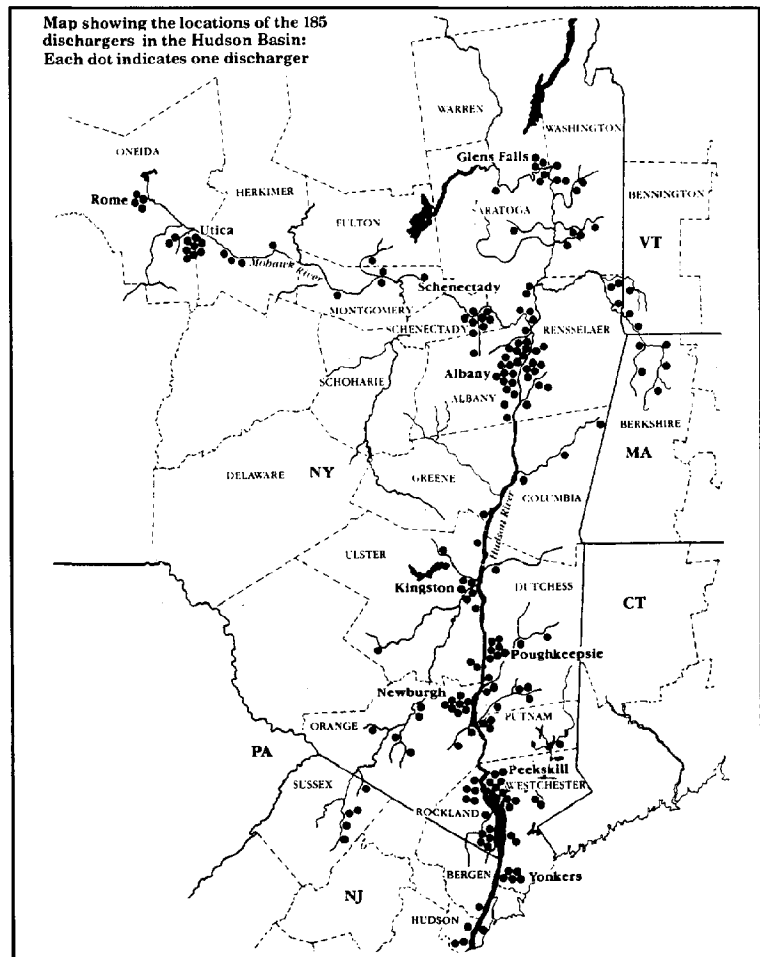 Map showing the locations of the 185
dischargers in the Hudson Basin:
Each dot indicates one discharger
WARREN
WASHINGTON
ONEIDA
Glens Falls
HERKIMER
BENNINGTON
Rome
FULTON
SARATOGA
Utica
VT
Mohawk River
Schenectady
MONTGOMERY
SCHENECTADY
RENSSELAER
Albany
SCHOHARIE
ALBANY
BERKSHIRE
MA
DELAWARE
NY
GREENE
COLUMBIA
Hudson River
ULSTER
Kingston
DUTCHESS
CT
Poughkeepsie
Newburgh
ORANGE
PUTNAM
PA
Peekskill
SUSSEX
WESTCHESTER
ROCKLAND
BERGEN
Yonkers
NJ
HUDSON